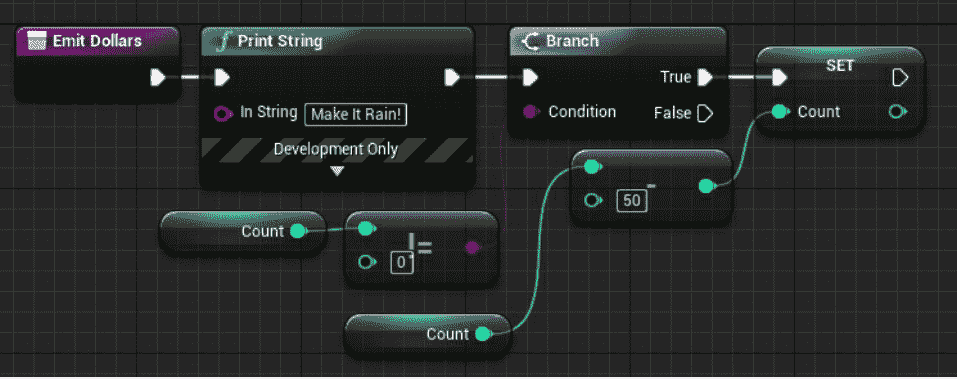 Emit Dollars
Print String
In String Make It Rain!
Development Only
Branch
True
Condition False
SET
Count
- 50
Count
!= 0
Count